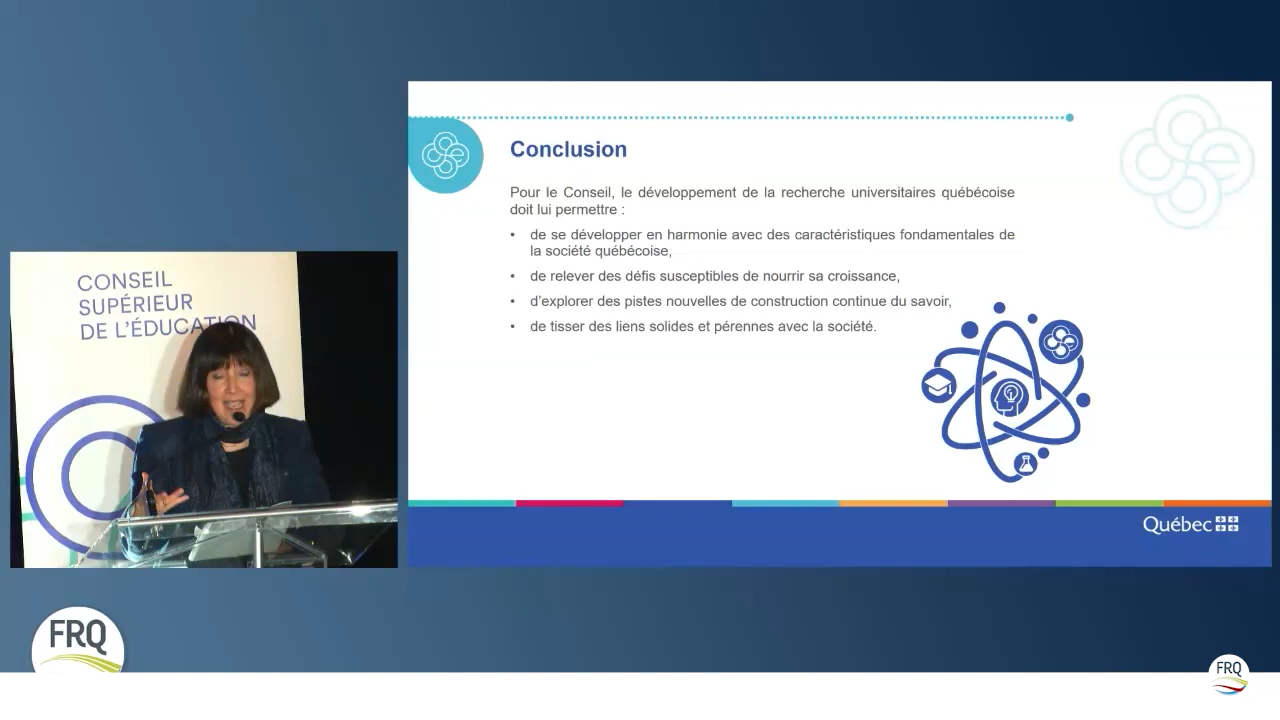 CONSEIL
SUPÉRIEUR
DE L'ÉDUCATION
Conclusion
Pour le Conseil, le développement de la recherche universitaires québécoise
doit lui permettre :
• de se développer en harmonie avec des caractéristiques fondamentales de
la société québécoise,
• de relever des défis susceptibles de nourrir sa croissance,
• d'explorer des pistes nouvelles de construction continue du savoir,
• de tisser des liens solides et pérennes avec la société.
Québec
FRQ
FRQ